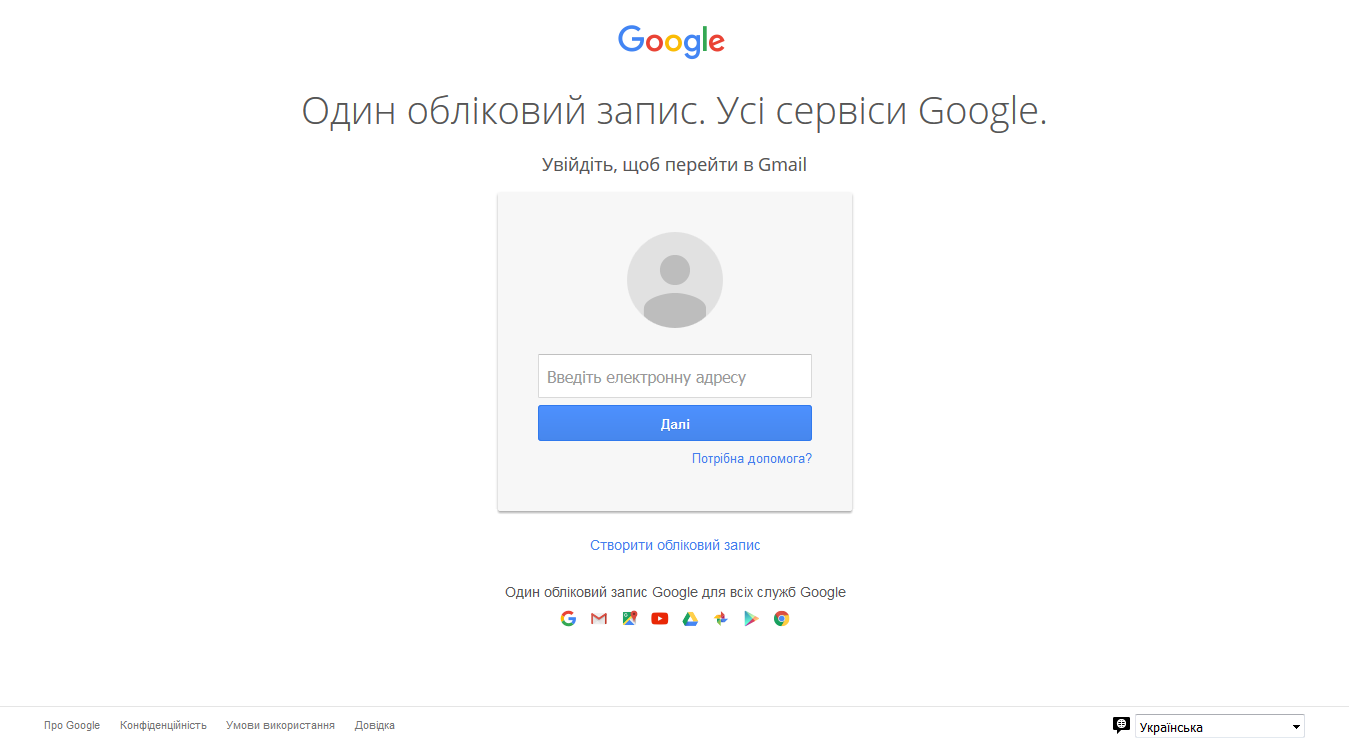 Google
Один обліковий запис. Усі сервіси Google.
Увійдіть, щоб перейти в Gmail
Введіть електронну адресу
Далі
Потрібна допомога?
Створити обліковий запис
Один обліковий запис Google для всіх служб Google
Про Google Конфіденційність Умови використання Довідка Українська